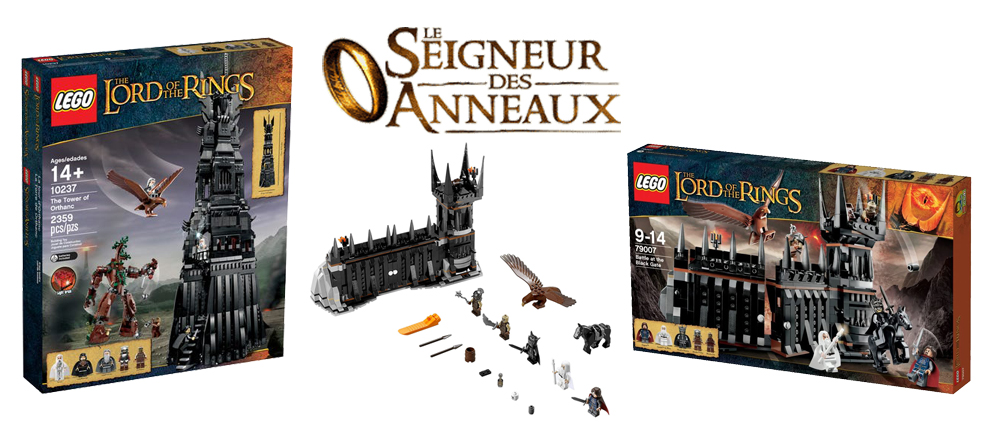 LEGO
THE
LORD OF THE RINGS
Ages/edades
14+
10237
The Tower of
Orthanc
2359
pcs/pzs
LE
SEIGNEUR
DES
ANNEAUX
LEGO
THE
LORD OF THE RINGS
9-14
79007
Battle at the
Black Gate